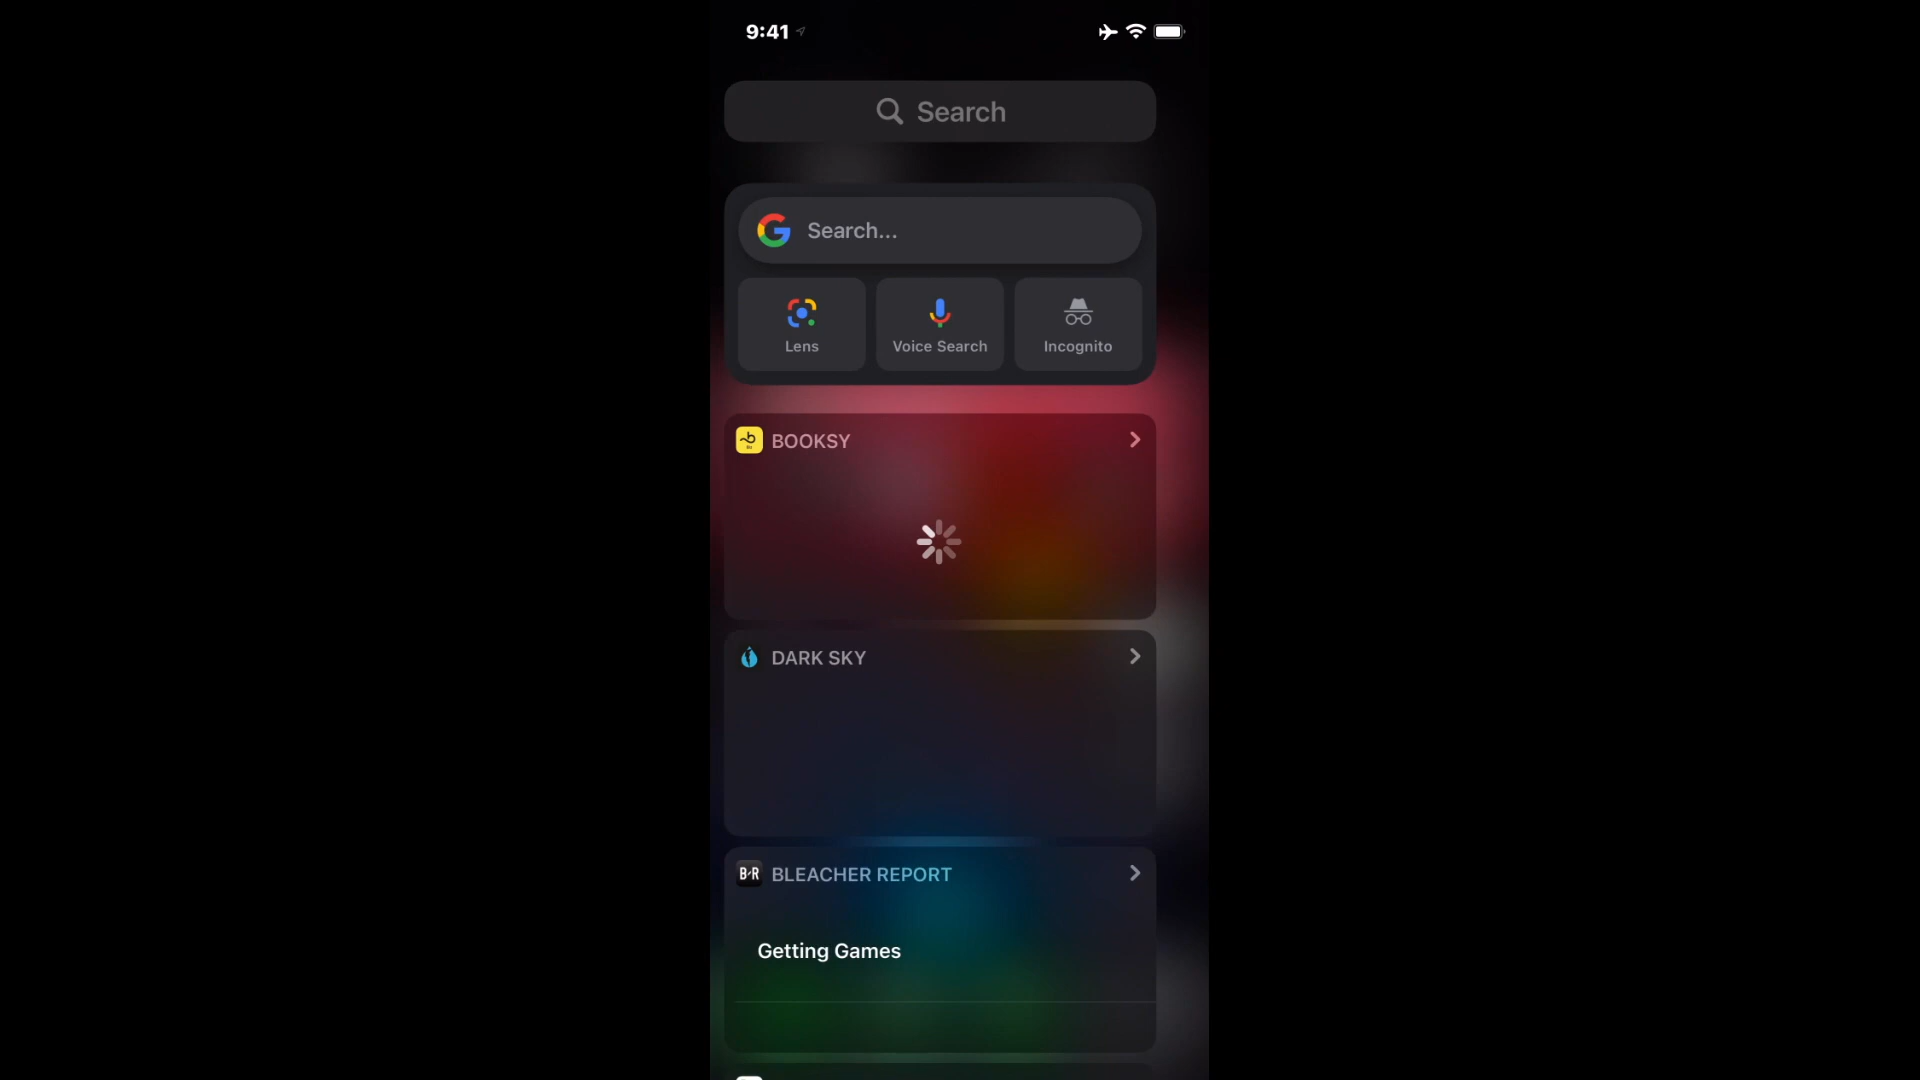 9:41
Search
Search...
Lens
Voice Search
Incognito
BOOKSY
DARK SKY
B/R BLEACHER REPORT
Getting Games